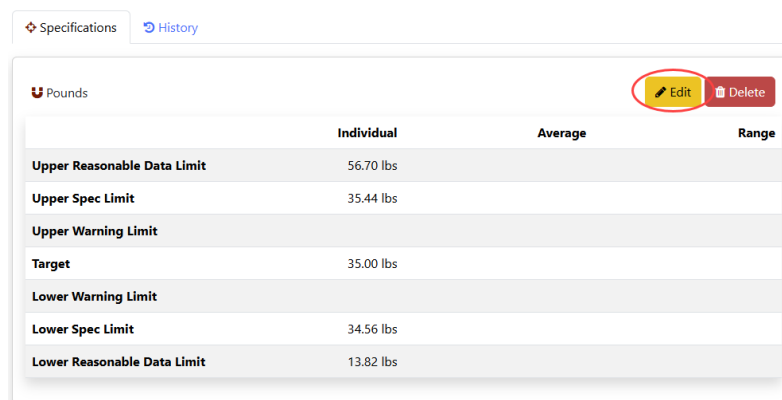 Specifications History
Pounds Edit Delete
Individual Average Range
Upper Reasonable Data Limit 56.70 lbs
Upper Spec Limit 35.44 lbs
Upper Warning Limit
Target 35.00 lbs
Lower Warning Limit
Lower Spec Limit 34.56 lbs
Lower Reasonable Data Limit 13.82 lbs